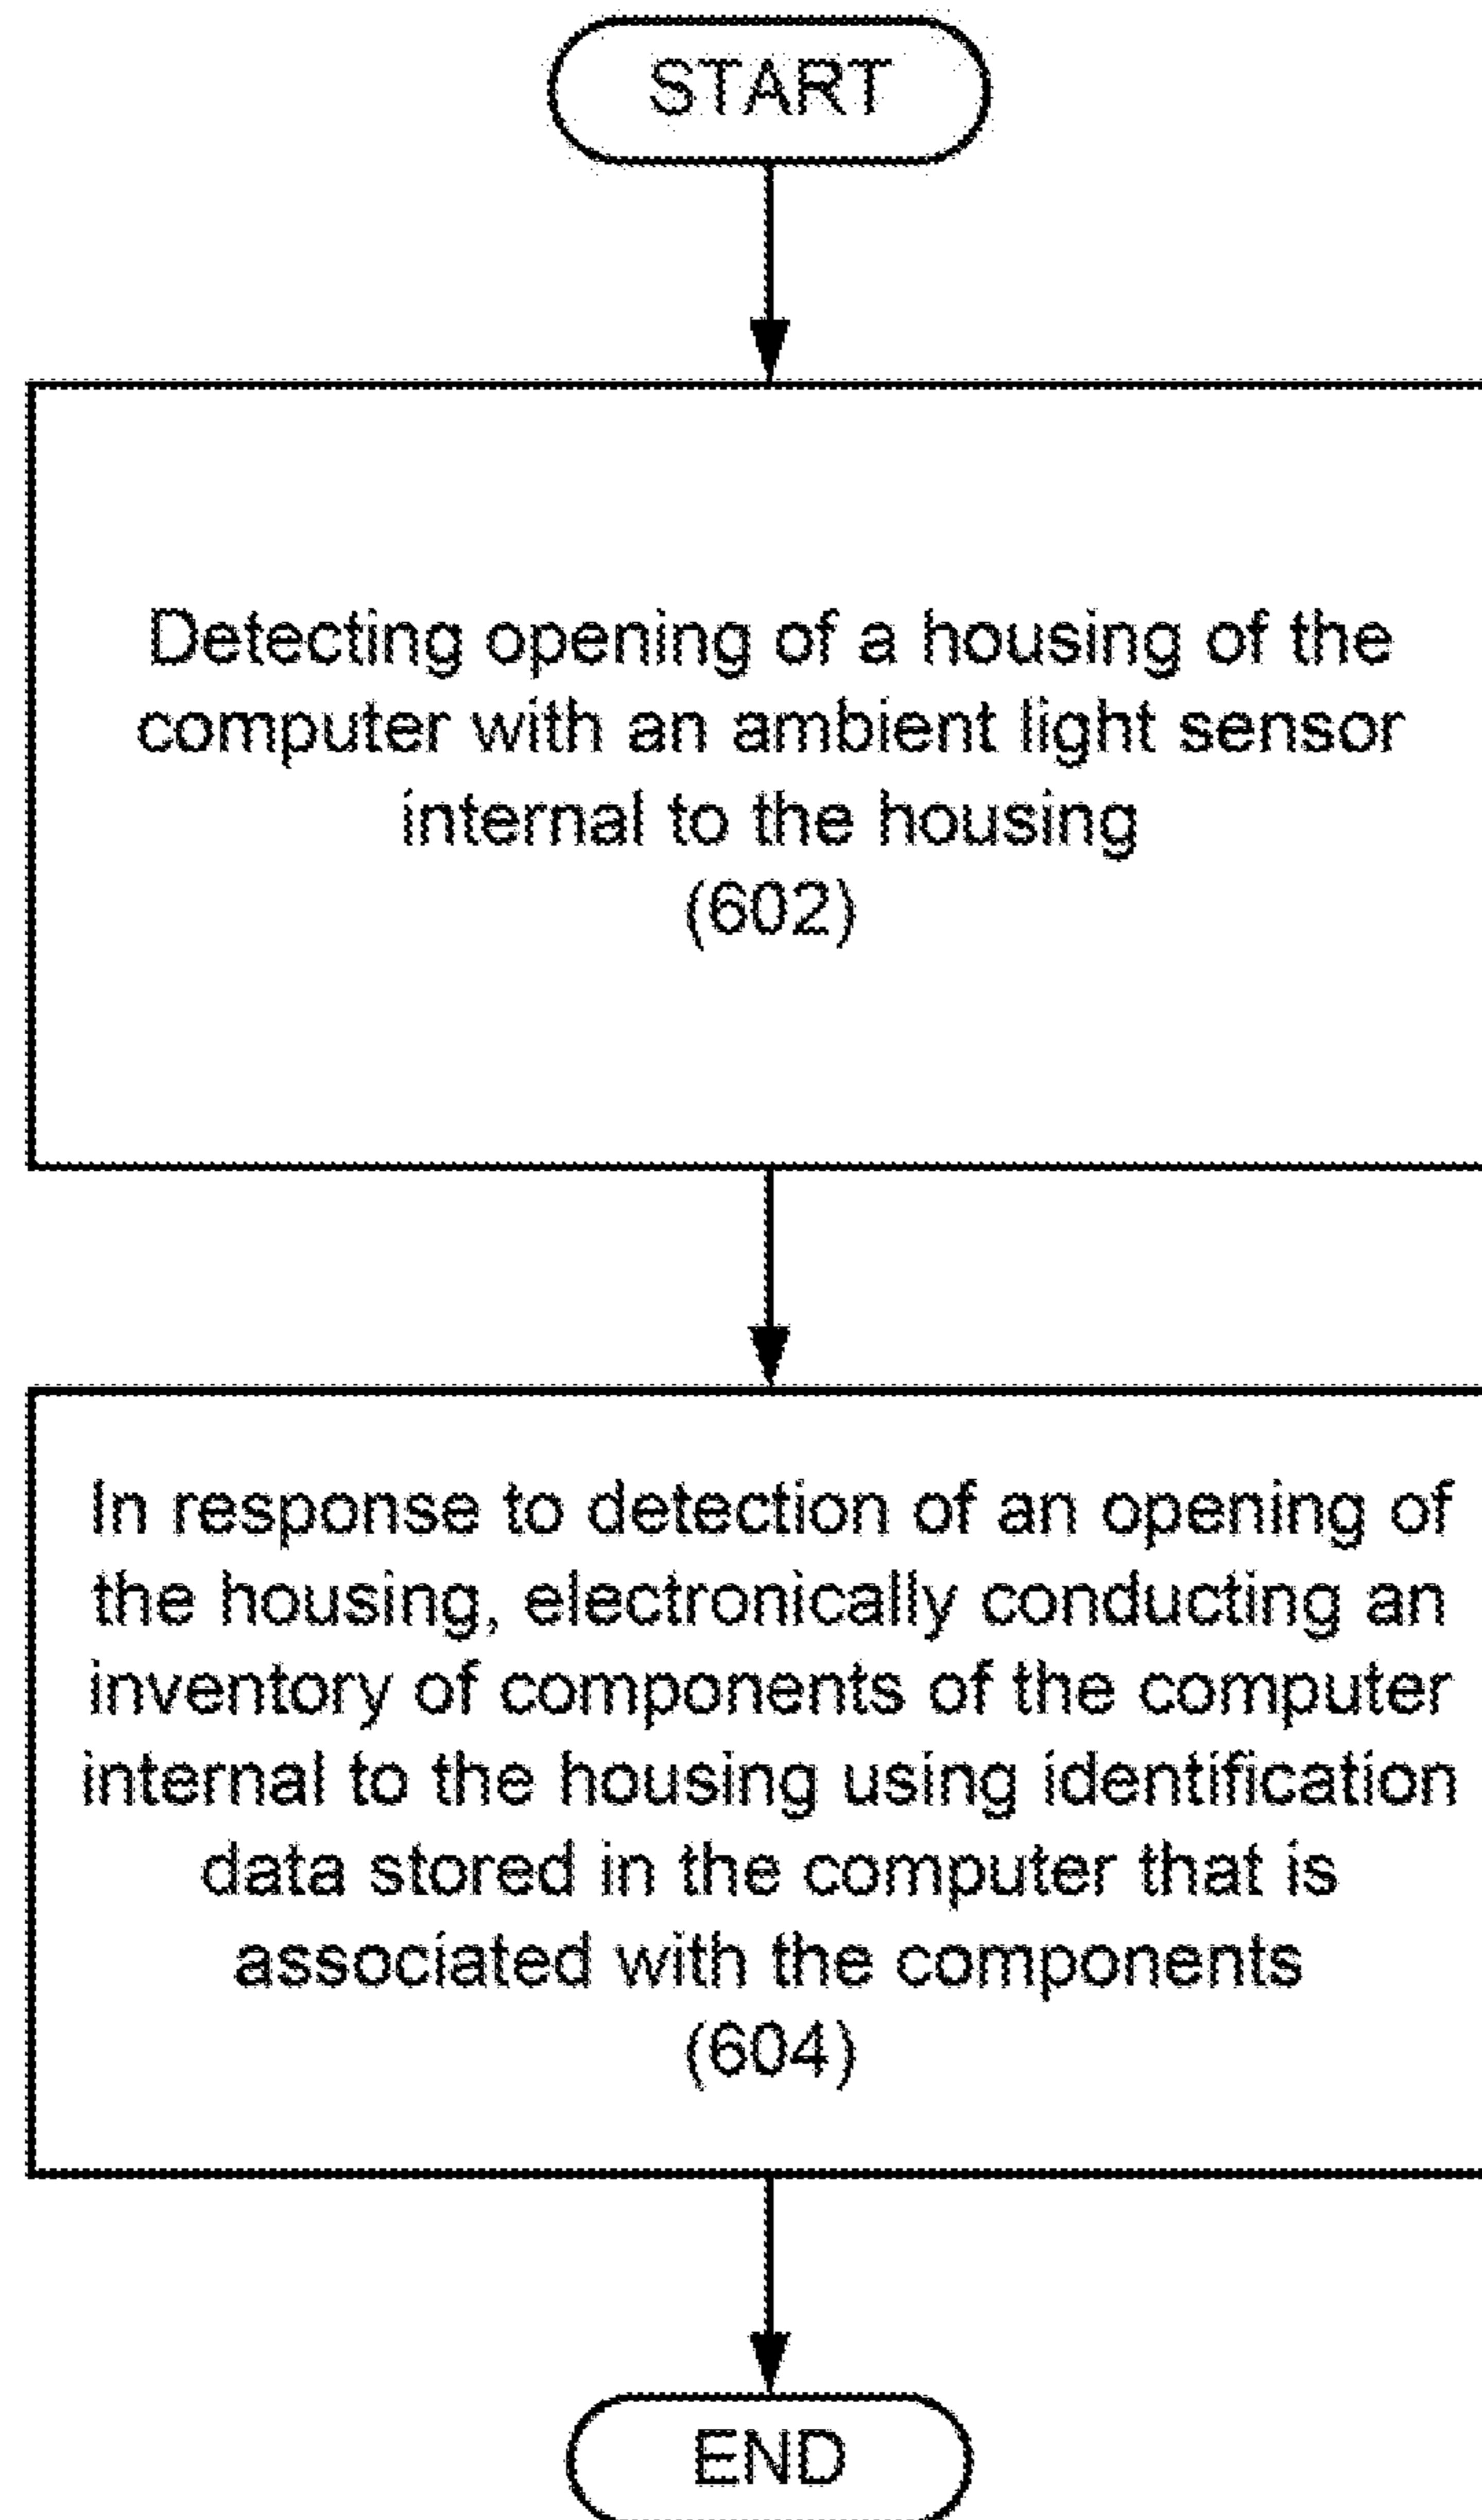 START
Detecting opening of a housing of the
computer with an ambient light sensor
internal to the housing
(602)
In response to detection of an opening of
the housing, electronically conducting an
inventory of components of the computer
internal to the housing using identification
data stored in the computer that is
associated with the components
(604)
END